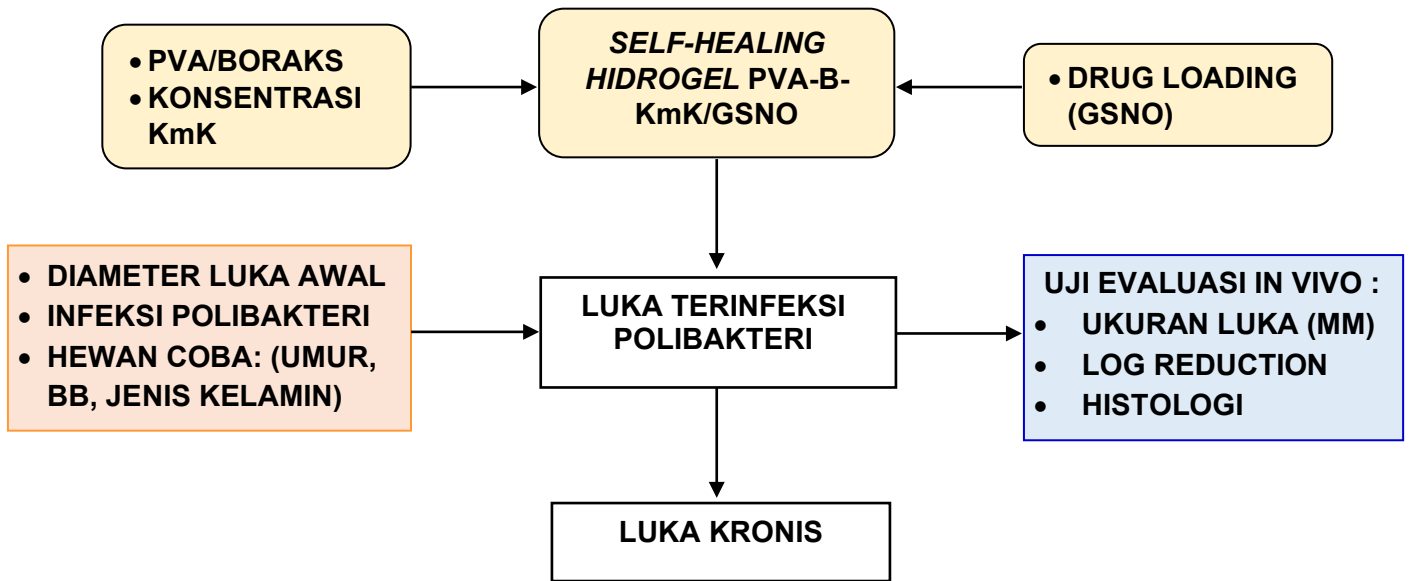 • PVA/BORAKS
• KONSENTRASI
KmK
SELF-HEALING
HIDROGEL PVA-B-
KmK/GSNO
• DRUG LOADING
(GSNO)
• DIAMETER LUKA AWAL
• INFEKSI POLIBAKTERI
• HEWAN COBA: (UMUR,
BB, JENIS KELAMIN)
LUKA TERINFEKSI
POLIBAKTERI
UJI EVALUASI IN VIVO :
• UKURAN LUKA (MM)
• LOG REDUCTION
• HISTOLOGI
LUKA KRONIS